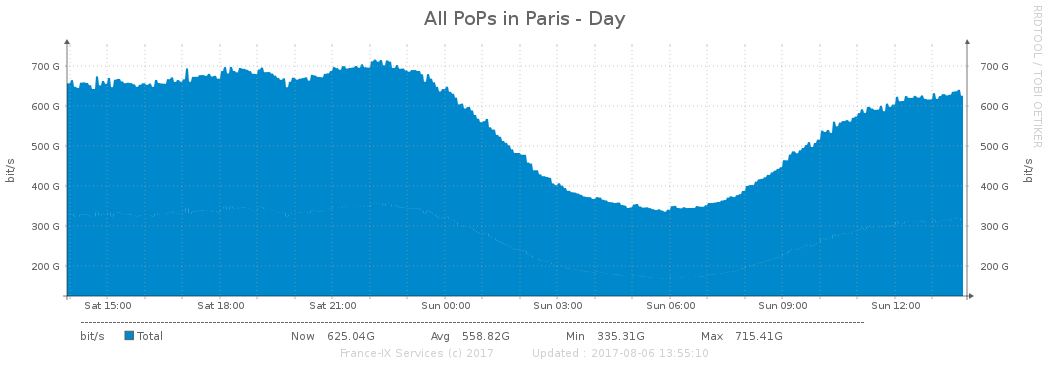 All PoPs in Paris - Day
RRDTOOL / TOBI OETIKER
bit/s
700 G
600 G
500 G
400 G
300 G
200 G
700 G
600 G
500 G
400 G
300 G
200 G
bit/s
Sat 15:00 Sat 18:00 Sat 21:00 Sun 00:00 Sun 03:00 Sun 06:00 Sun 09:00 Sun 12:00
bit/s Total Now 625.04G Avg 558.82G Min 335.31G Max 715.41G
France-IX Services (c) 2017 Updated : 2017-08-06 13:55:10